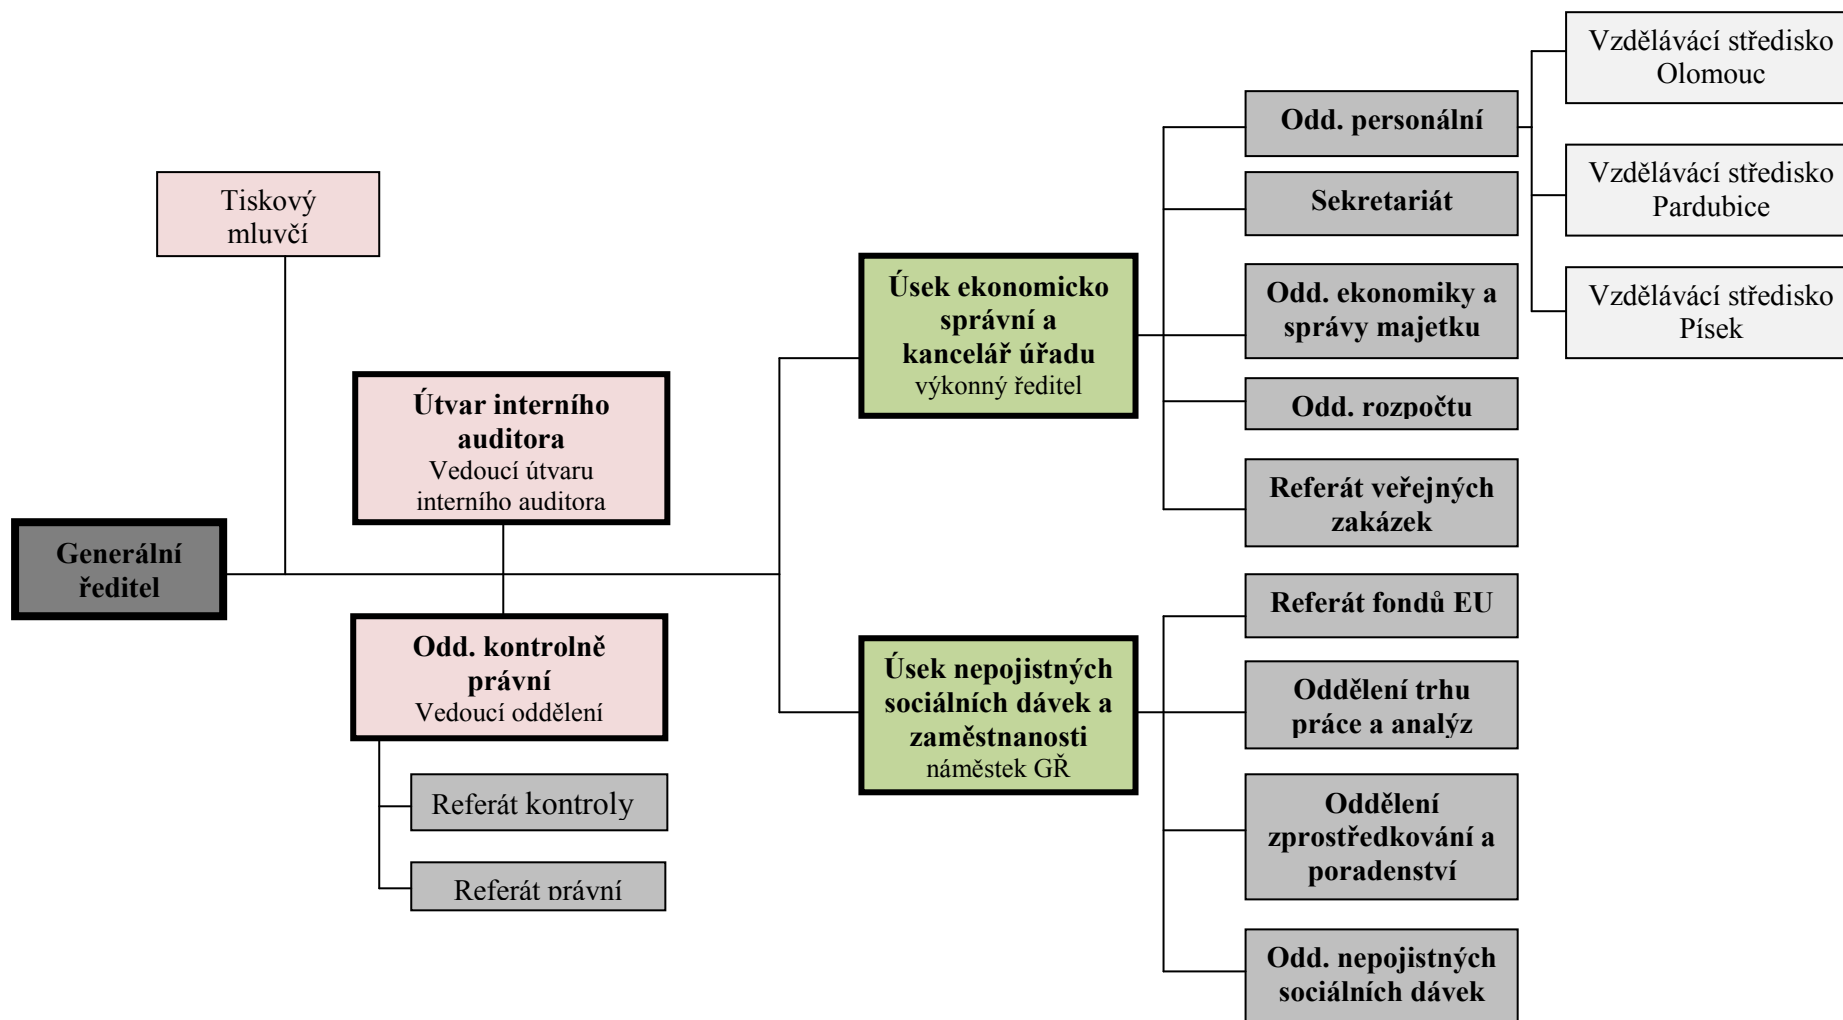 Generální
ředitel
Tiskový
mluvčí
Útvar interního
auditora
Vedoucí útvaru
interního auditora
Odd. kontrolně
právní
Vedoucí oddělení
Referát kontroly
Referát právní
Úsek ekonomicko
správní a
kancelář úřadu
výkonný ředitel
Odd. personální
Sekretariát
Odd. ekonomiky a
správy majetku
Odd. rozpočtu
Referát veřejných
zakázek
Vzdělávácí středisko
Olomouc
Vzdělávácí středisko
Pardubice
Vzdělávácí středisko
Písek
Úsek nepojistných
sociálních dávek a
zaměstnanosti
náměstek GŘ
Referát fondů EU
Oddělení trhu
práce a analýz
Oddělení
zprostředkování a
poradenství
Odd. nepojistných
sociálních dávek